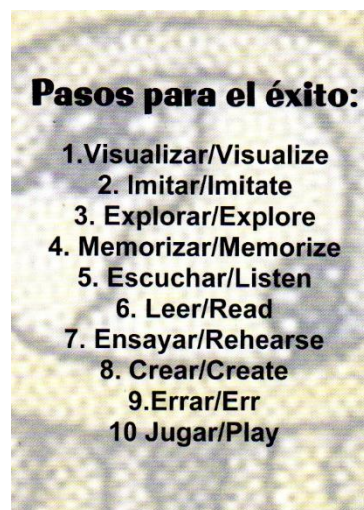 Pasos para el éxito:
1.Visualizar/Visualize
2. Imitar/Imitate
3. Explorar/Explore
4. Memorizar/Memorize
5. Escuchar/Listen
6. Leer/Read
7. Ensayar/Rehearse
8. Crear/Create
9.Errar/Err
10 Jugar/Play